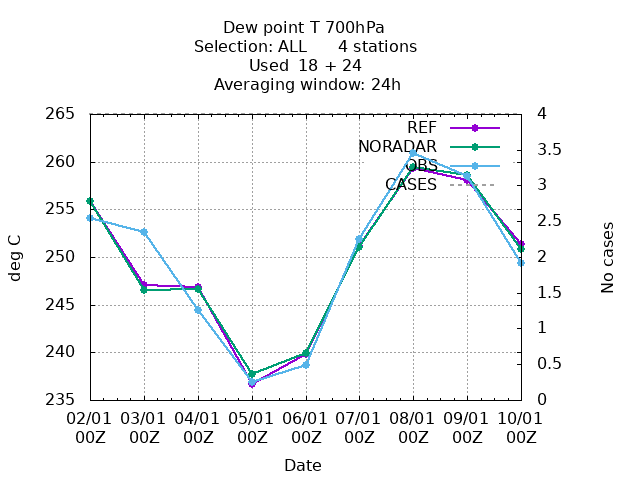 Dew point T 700hPa
Selection: ALL      4 stations
Used  18 + 24
Averaging window: 24h
265
260
255
250
245
240
235
deg C
4
3.5
3
2.5
2
1.5
1
0.5
0
No cases
REF
NORADAR
OBS
CASES
02/01 03/01 04/01 05/01 06/01 07/01 08/01 09/01 10/01
00Z 00Z 00Z 00Z 00Z 00Z 00Z 00Z 00Z
Date